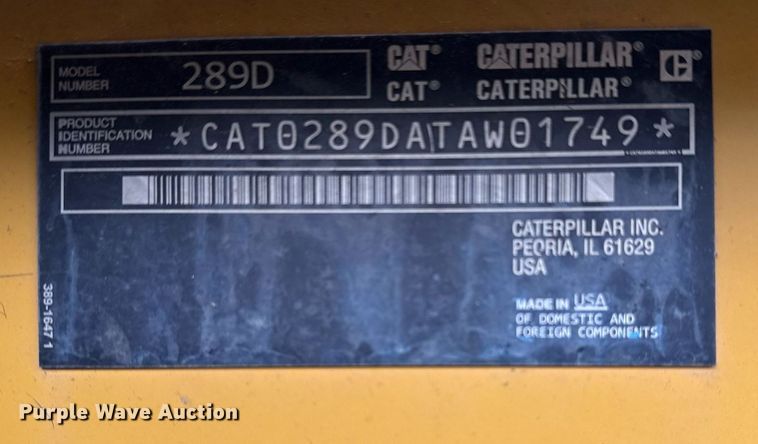 MODEL NUMBER 289D
CAT® CATERPILLAR®
CAT® CATERPILLAR®
PRODUCT
IDENTIFICATION
NUMBER
*CAT0289DATAW01749*
CATERPILLAR INC.
PEORIA, IL 61629
USA
MADE IN USA
OF DOMESTIC AND
FOREIGN COMPONENTS
389-1647 1
Purple Wave Auction